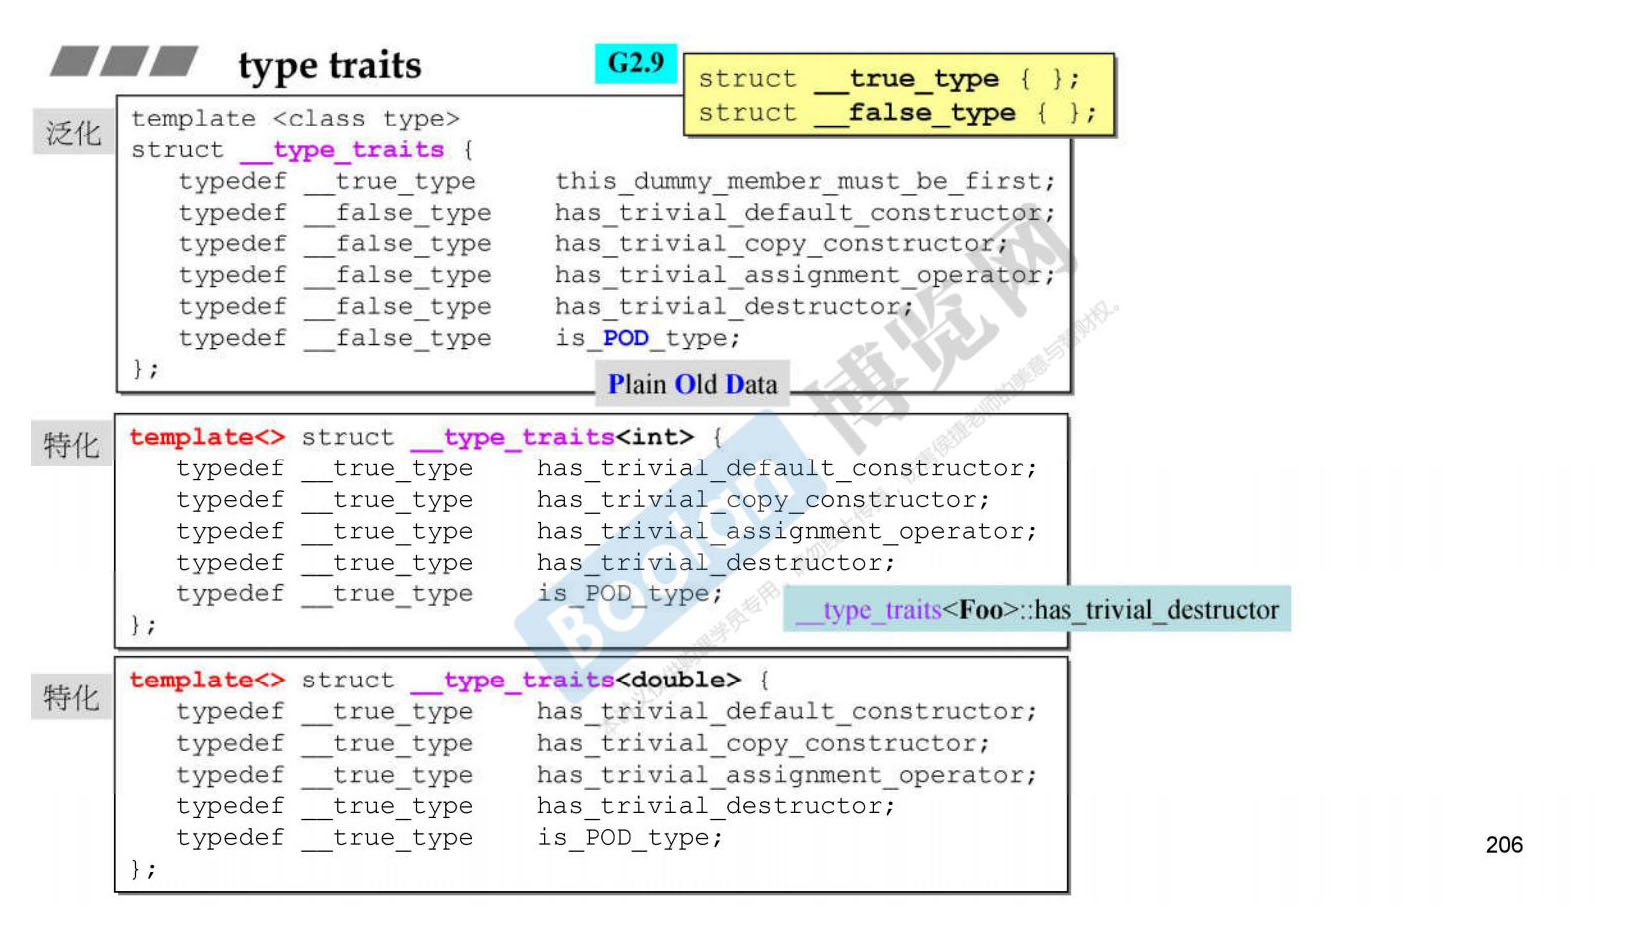 type traits
G2.9
struct __true_type { };
struct __false_type { };
泛化
template <class type>
struct __type_traits {
typedef __true_type this_dummy_member_must_be_first;
typedef __false_type has_trivial_default_constructor;
typedef __false_type has_trivial_copy_constructor;
typedef __false_type has_trivial_assignment_operator;
typedef __false_type has_trivial_destructor;
typedef __false_type is_POD_type;
};
Plain Old Data
特化
template<> struct __type_traits<int> {
typedef __true_type has_trivial_default_constructor;
typedef __true_type has_trivial_copy_constructor;
typedef __true_type has_trivial_assignment_operator;
typedef __true_type has_trivial_destructor;
typedef __true_type is_POD_type;
};
__type_traits<Foo>::has_trivial_destructor
特化
template<> struct __type_traits<double> {
typedef __true_type has_trivial_default_constructor;
typedef __true_type has_trivial_copy_constructor;
typedef __true_type has_trivial_assignment_operator;
typedef __true_type has_trivial_destructor;
typedef __true_type is_POD_type;
};
206
Boolan 博览网